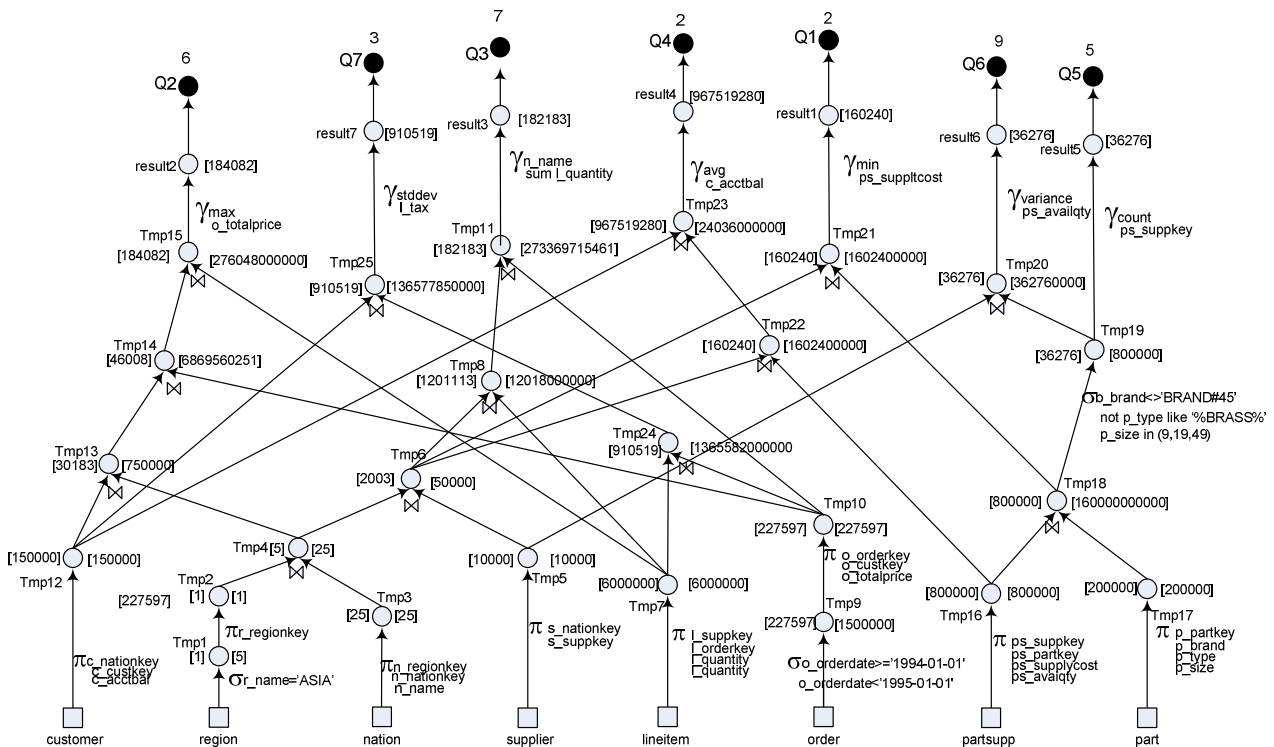 6
3
7
2
2
9
5
Q2
Q7
Q3
Q4
Q1
Q6
Q5
result2 [184082]
result7 [910519]
result3 [182183]
result4 [967519280]
result1 [160240]
result6 [36276]
result5 [36276]
γmax
o_totalprice
γstddev
l_tax
γn_name
sum l_quantity
γavg
c_acctbal
γmin
ps_suppltcost
γvariance
ps_availqty
γcount
ps_suppkey
Tmp15
[184082] [276048000000]
Tmp25
[910519] [136577850000]
Tmp11
[182183] [273369715461]
Tmp23
[967519280] [24036000000]
Tmp21
[160240] [1602400000]
Tmp20
[36276] [362760000]
Tmp14
[46008] [6869560251]
Tmp8
[1201113] [12018000000]
Tmp22
[160240] [1602400000]
Tmp19
[36276] [800000]
σb_brand<>'BRAND#45'
not p_type like '%BRASS%'
p_size in (9,19,49)
Tmp13
[30183] [750000]
Tmp6
[2003] [50000]
Tmp24
[910519] [1365582000000
Tmp10
[227597] [227597]
Tmp18
[800000] [160000000000]
[150000] [150000]
Tmp12
Tmp4 [5] [25]
[10000] [10000]
Tmp5
[6000000] [6000000]
Tmp7
π o_orderkey
o_custkey
o_totalprice
Tmp2
[227597] [1] [1]
Tmp3
[25] [25]
Tmp9
[227597] [1500000]
[800000] [800000]
Tmp16
[200000] [200000]
Tmp17
πr_regionkey
Tmp1
[1] [5]
σr_name='ASIA'
πc_nationkey
c_custkey
c_acctbal
πn_regionkey
n_nationkey
n_name
π s_nationkey
s_suppkey
π l_suppkey
l_orderkey
l_quantity
l_quantity
σo_orderdate>='1994-01-01'
o_orderdate<'1995-01-01'
π ps_suppkey
ps_partkey
ps_supplycost
ps_avaiqty
π p_partkey
p_brand
p_type
p_size
customer
region
nation
supplier
lineitem
order
partsupp
part